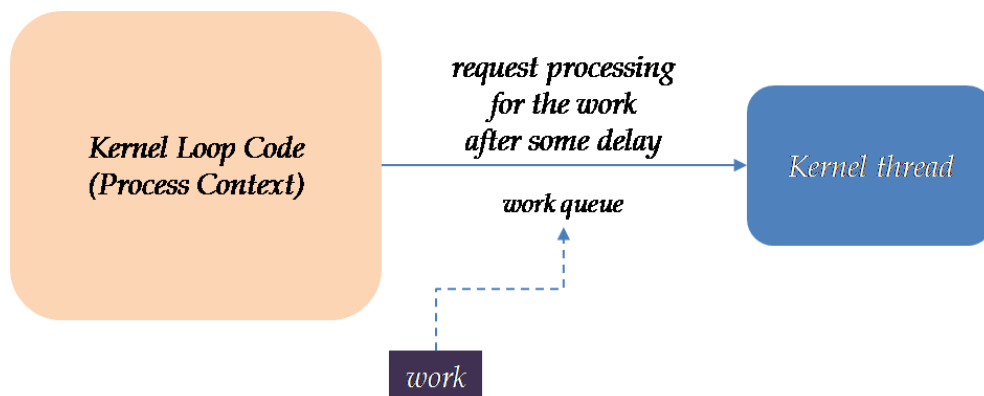 Kernel Loop Code
(Process Context)
request processing
for the work
after some delay
work queue
Kernel thread
work